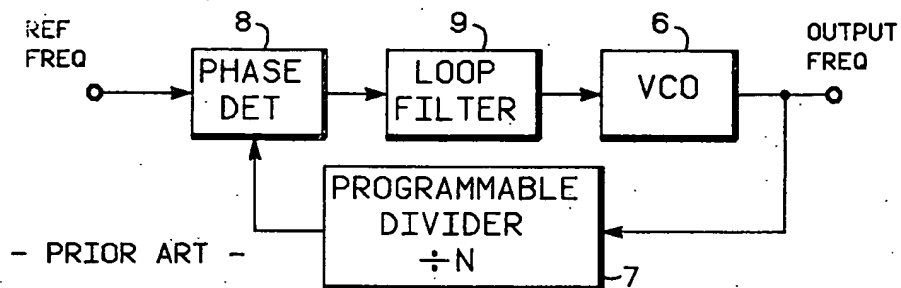 8
9
6
REF
FREQ
PHASE
DET
LOOP
FILTER
VCO
OUTPUT
FREQ
PROGRAMMABLE
DIVIDER
÷N
7
- PRIOR ART -